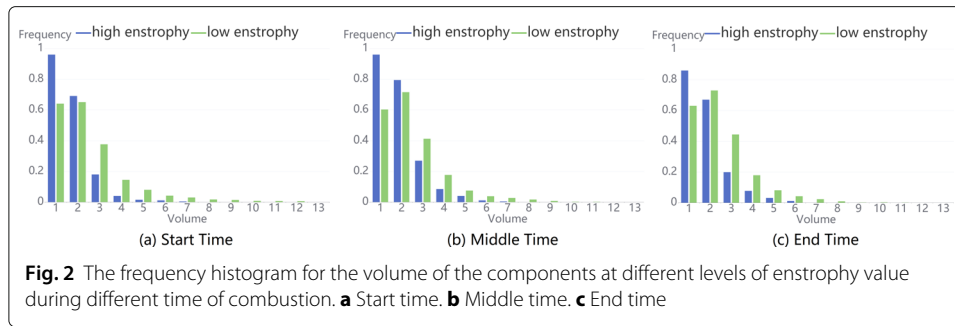 Frequency high enstrophy low enstrophy
1
0.8
0.6
0.4
0.2
0
1 2 3 4 5 6 7 8 9 10 11 12 13
Volume
(a) Start Time
Frequency high enstrophy low enstrophy
1
0.8
0.6
0.4
0.2
0
1 2 3 4 5 6 7 8 9 10 11 12 13
Volume
(b) Middle Time
Frequency high enstrophy low enstrophy
1
0.8
0.6
0.4
0.2
0
1 2 3 4 5 6 7 8 9 10 11 12 13
Volume
(c) End Time
Fig. 2 The frequency histogram for the volume of the components at different levels of enstrophy value
during different time of combustion. a Start time. b Middle time. c End time